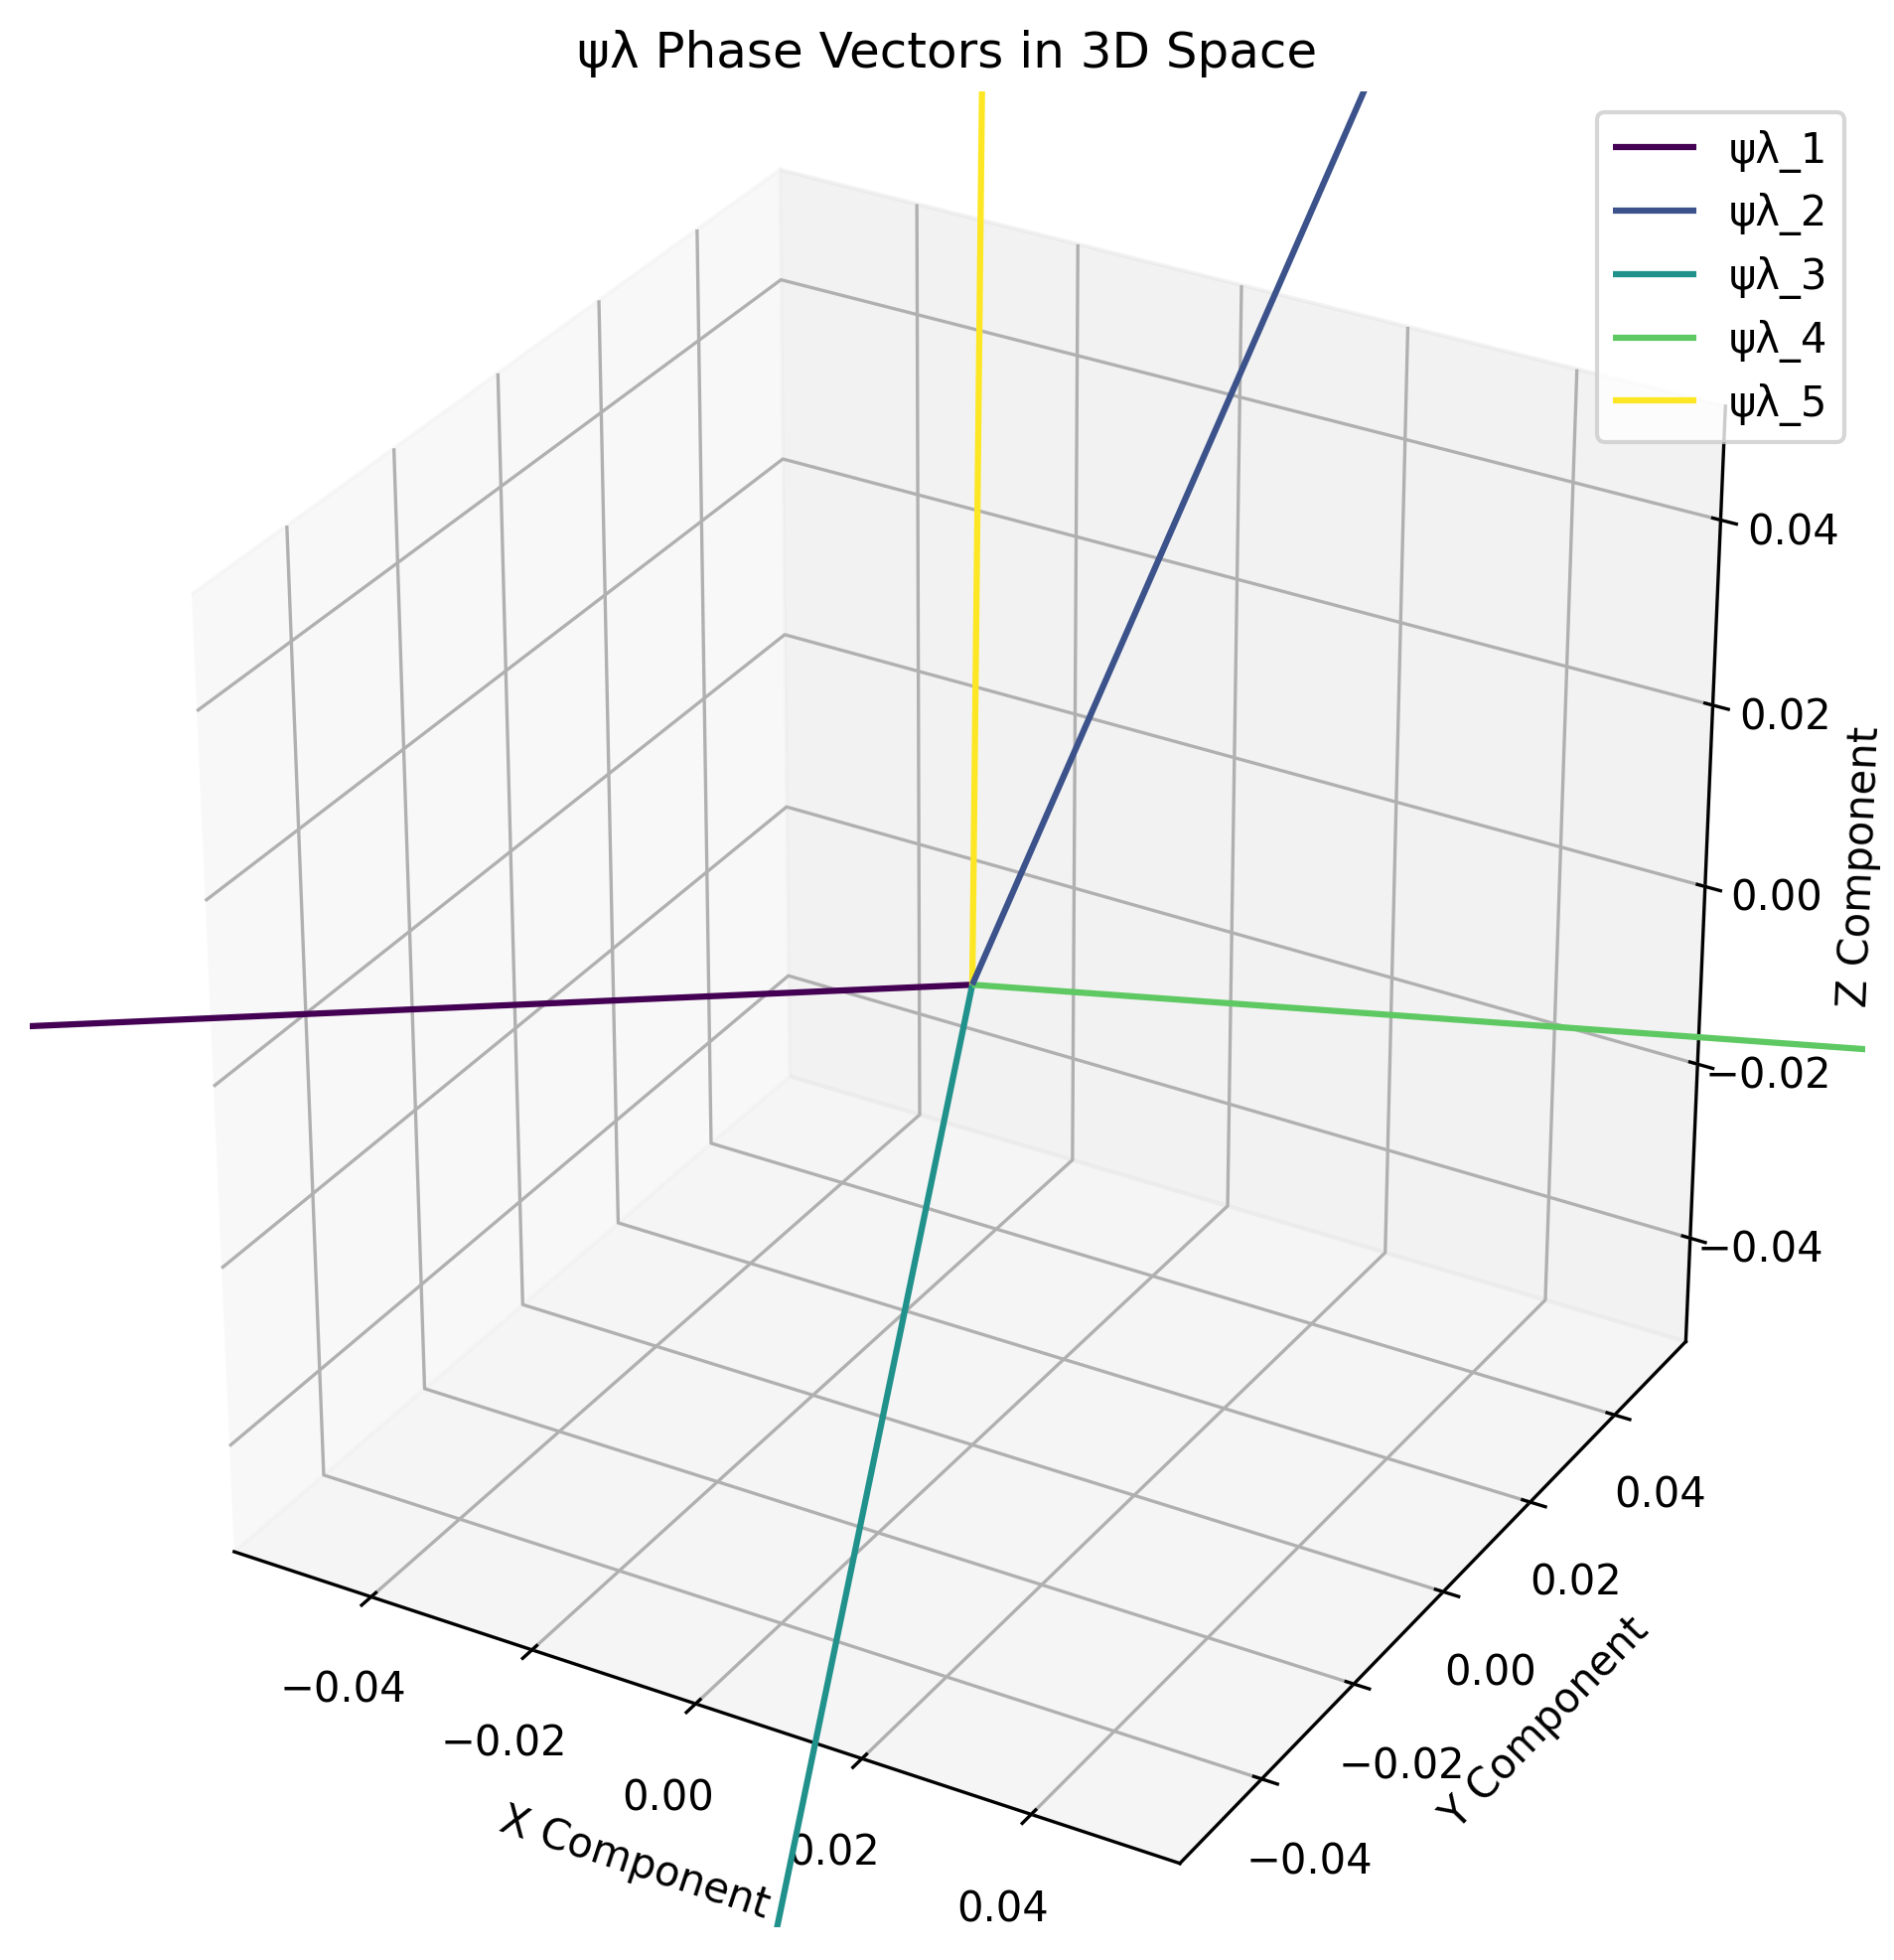 ψλ Phase Vectors in 3D Space
ψλ_1
ψλ_2
ψλ_3
ψλ_4
ψλ_5
0.04
0.02
0.00
−0.02
−0.04
Z Component
0.04
0.02
0.00
−0.02
−0.04
Y Component
−0.04
−0.02
0.00
0.02
0.04
X Component